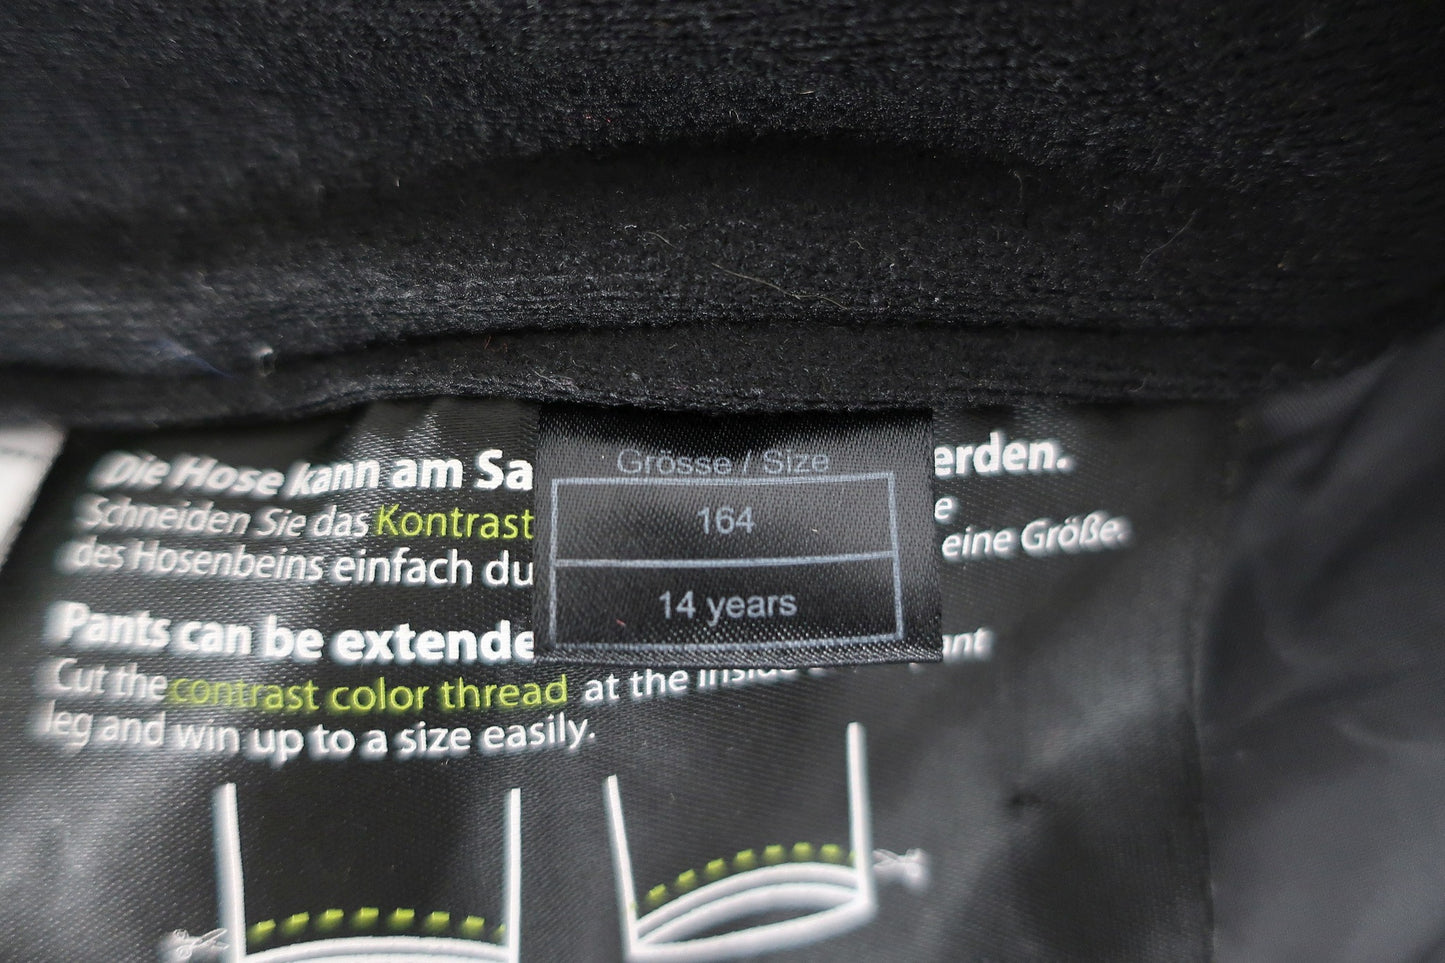 Grösse / Size
164
14 years
Die Hose kann am Sa erden.
Schneiden Sie das Kontrast e
des Hosenbeins einfach du eine Größe.
Pants can be extende
Cut the contrast color thread at the ant
leg and win up to a size easily.